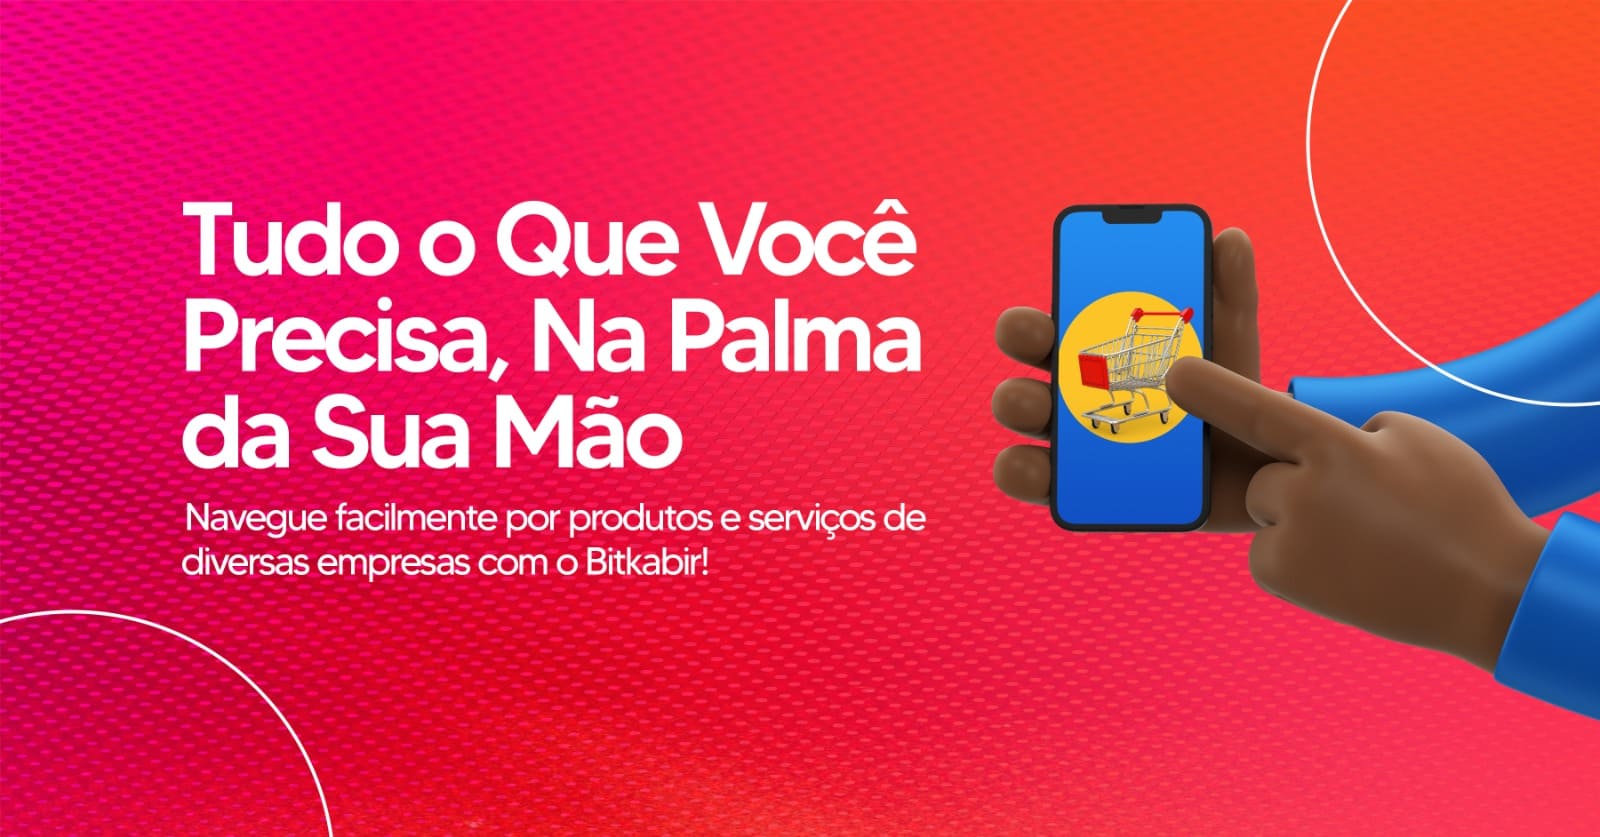 Tudo o Que Você
Precisa, Na Palma
da Sua Mão
Navegue facilmente por produtos e serviços de
diversas empresas com o Bitkabir!